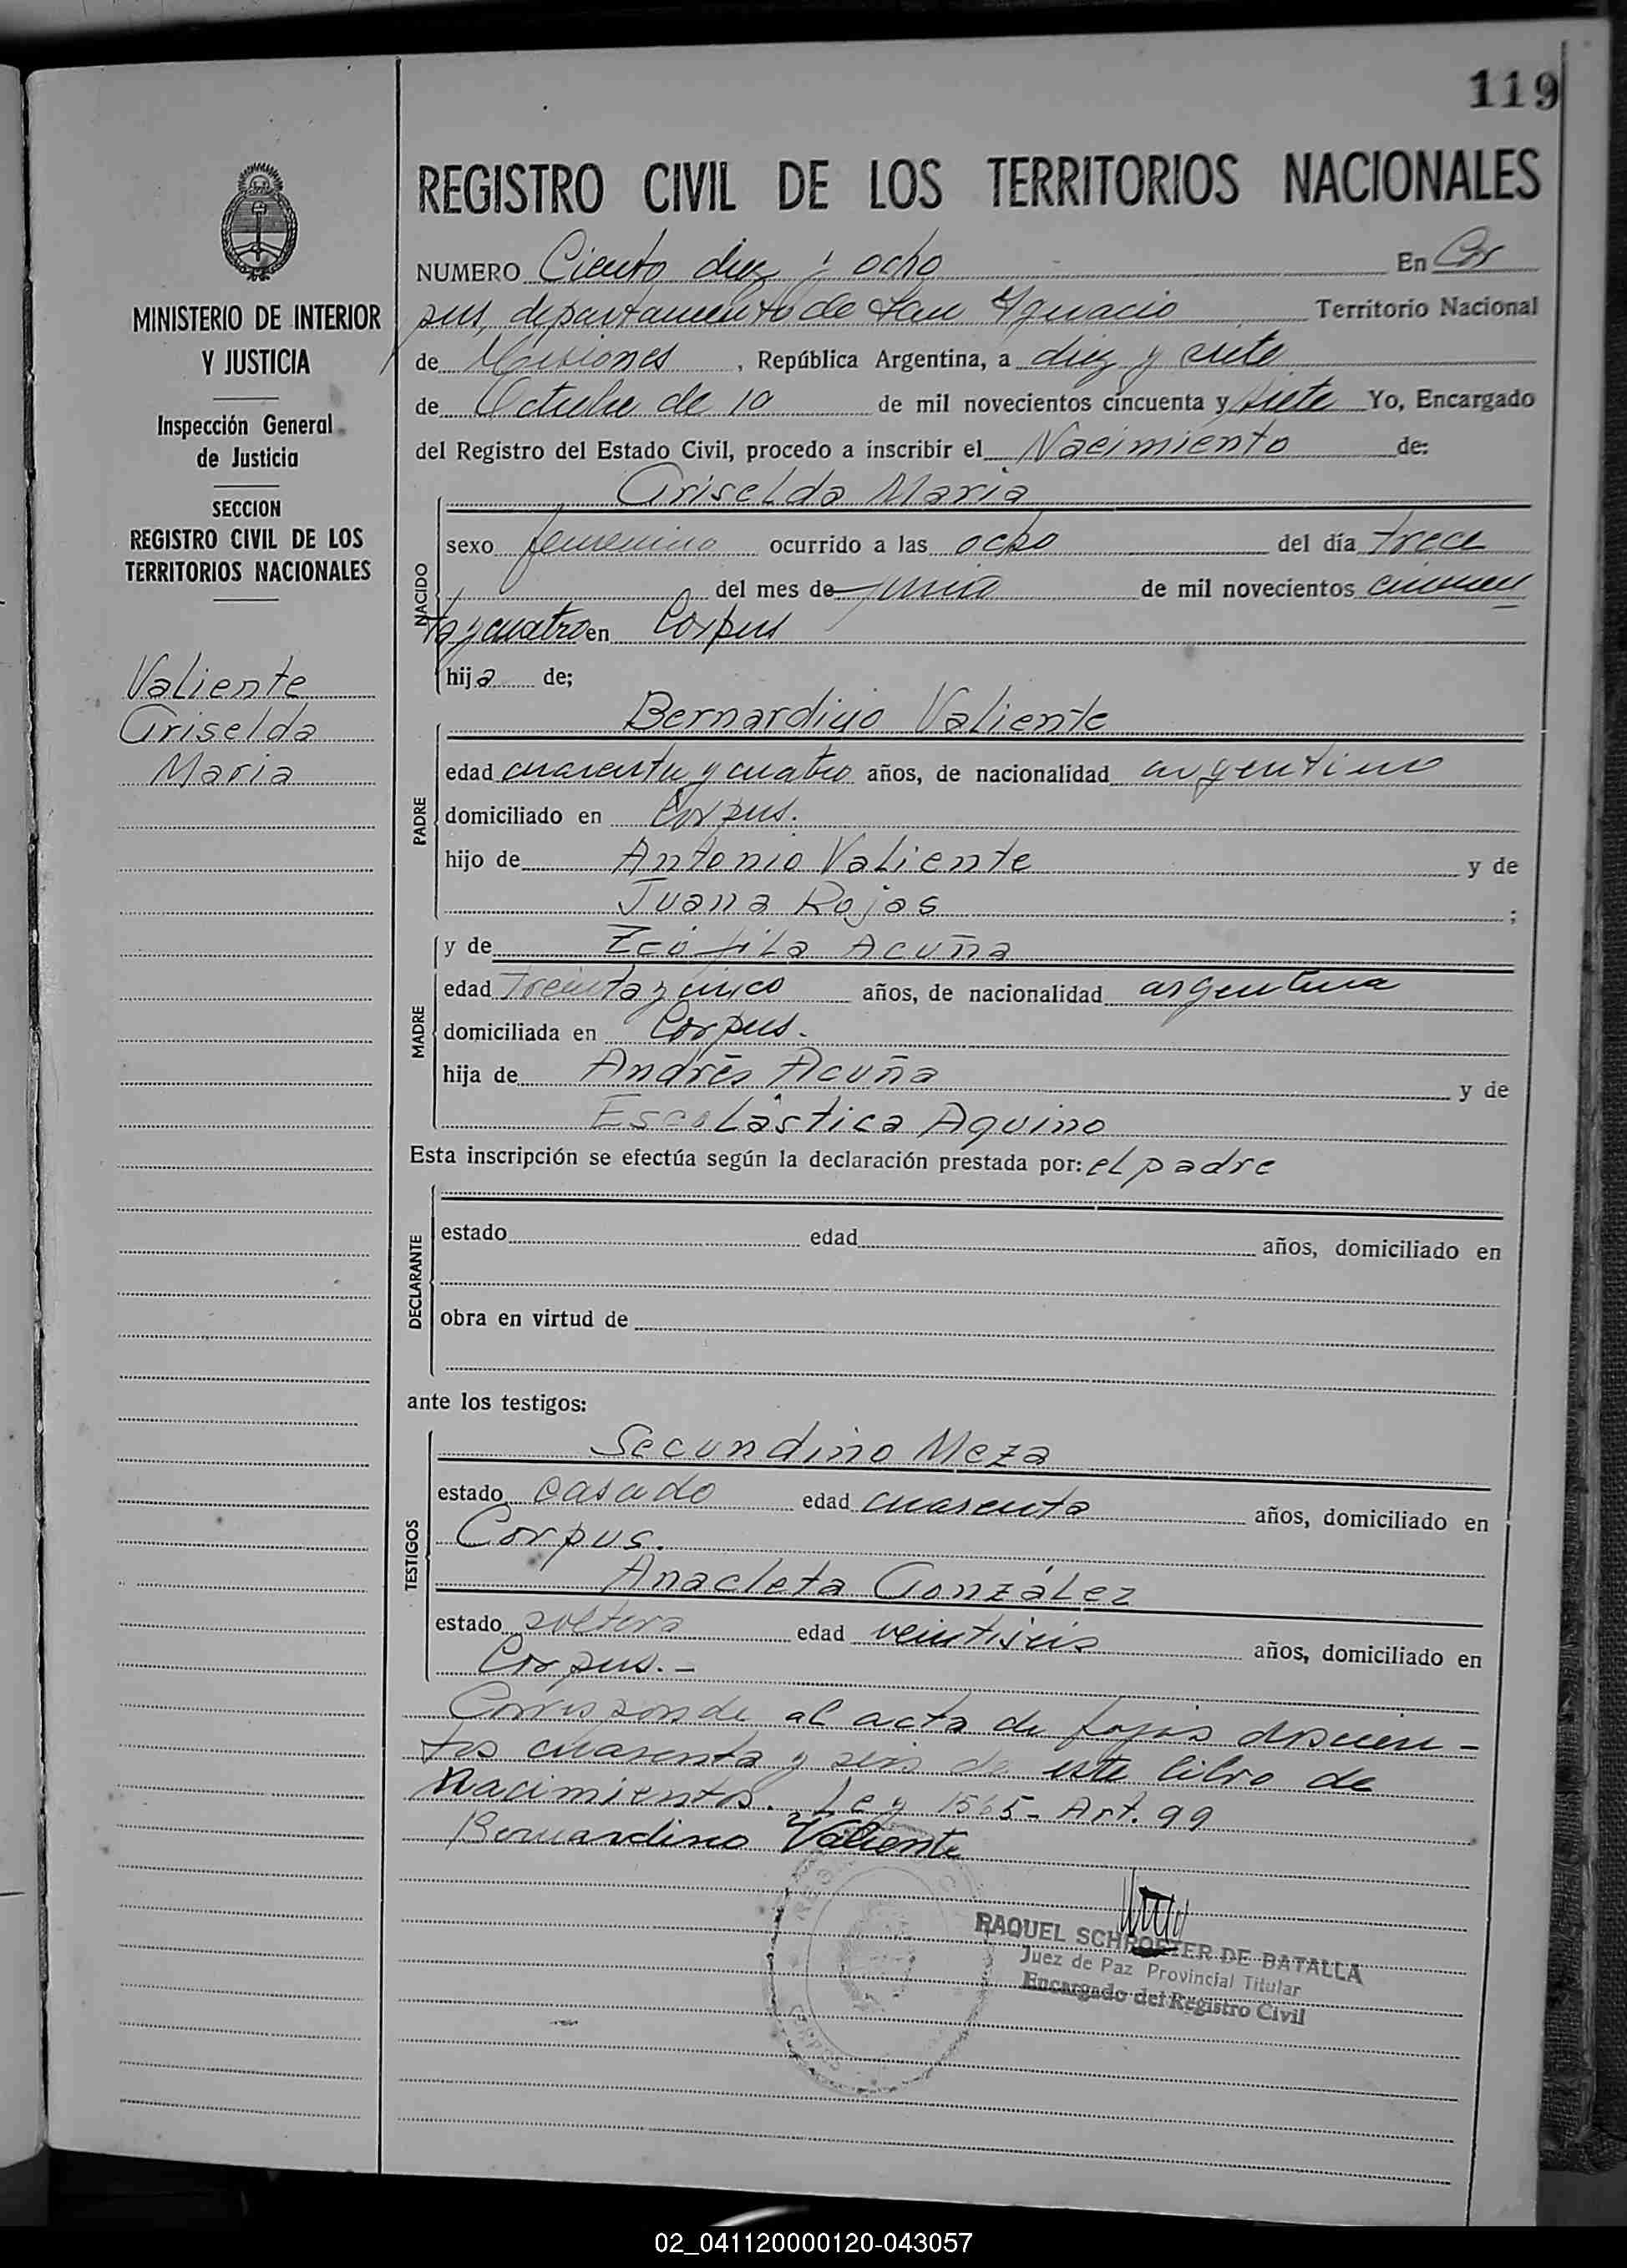 119
REGISTRO CIVIL DE LOS TERRITORIOS NACIONALES
MINISTERIO DE INTERIOR
Y JUSTICIA
Inspección General
de Justicia
SECCION
REGISTRO CIVIL DE LOS
TERRITORIOS NACIONALES
Valiente
Griselda
Maria
NUMERO Ciento diez y ocho En Cor
pus, departamento de San Ignacio Territorio Nacional
de Misiones , República Argentina, a diez y siete
de Octubre de 10 de mil novecientos cincuenta y siete Yo, Encargado
del Registro del Estado Civil, procedo a inscribir el Nacimiento de:
NACIDO
Griselda Maria
sexo femenino ocurrido a las ocho del día trece
del mes de junio de mil novecientos cincuen
ta y cuatro en Corpus
hija de;
PADRE
Bernardino Valiente
edad cuarenta y cuatro años, de nacionalidad argentino
domiciliado en Corpus.
hijo de Antonio Valiente y de
Juana Rojas ;
MADRE
y de Teófila Acuña
edad Treinta y cinco años, de nacionalidad argentina
domiciliada en Corpus.
hija de Andrés Acuña y de
Escolástica Aquino
Esta inscripción se efectúa según la declaración prestada por: el padre
DECLARANTE
estado edad años, domiciliado en
obra en virtud de
ante los testigos:
TESTIGOS
Secundino Meza
estado casado edad cuarenta años, domiciliado en
Corpus.
Anacleta González
estado soltera edad veintiseis años, domiciliado en
Corpus.-
Corresponde al acta de fojas doscien-
tos cuarenta y seis de este libro de
Nacimientos. Ley 1565- Art. 99
Bernardino Valiente
RAQUEL SCHROETER DE BATALLA
Juez de Paz Provincial Titular
Encargado del Registro Civil
02_041120000120-043057